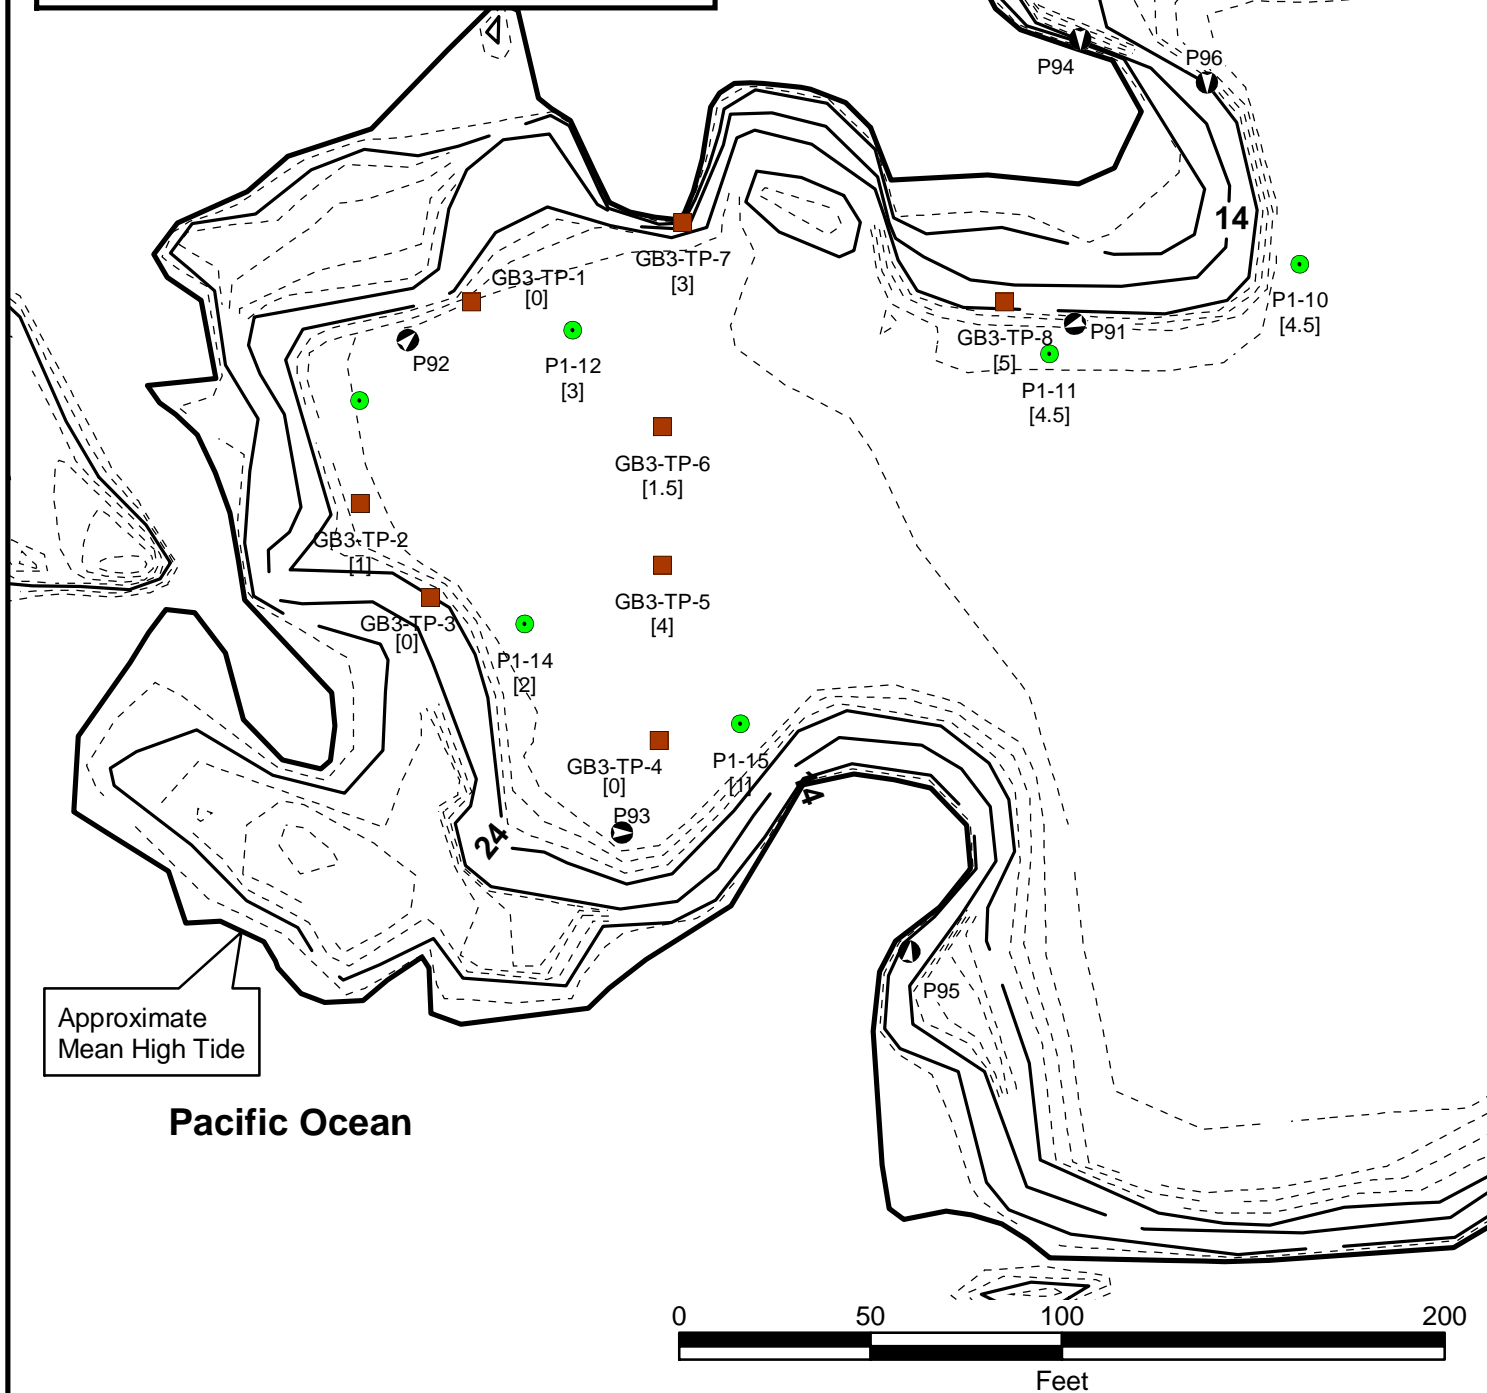 P94
P96
14
GB3-TP-7
[3]
GB3-TP-1
[0]
P1-10
[4.5]
P92
P1-12
[3]
GB3-TP-8
[5]
P91
P1-11
[4.5]
GB3-TP-6
[1.5]
GB3-TP-2
[1]
GB3-TP-5
[4]
GB3-TP-3
[0]
P1-14
[2]
GB3-TP-4
[0]
P1-15
[1]
P93
24
P95
Approximate
Mean High Tide
Pacific Ocean
0 50 100 200
Feet